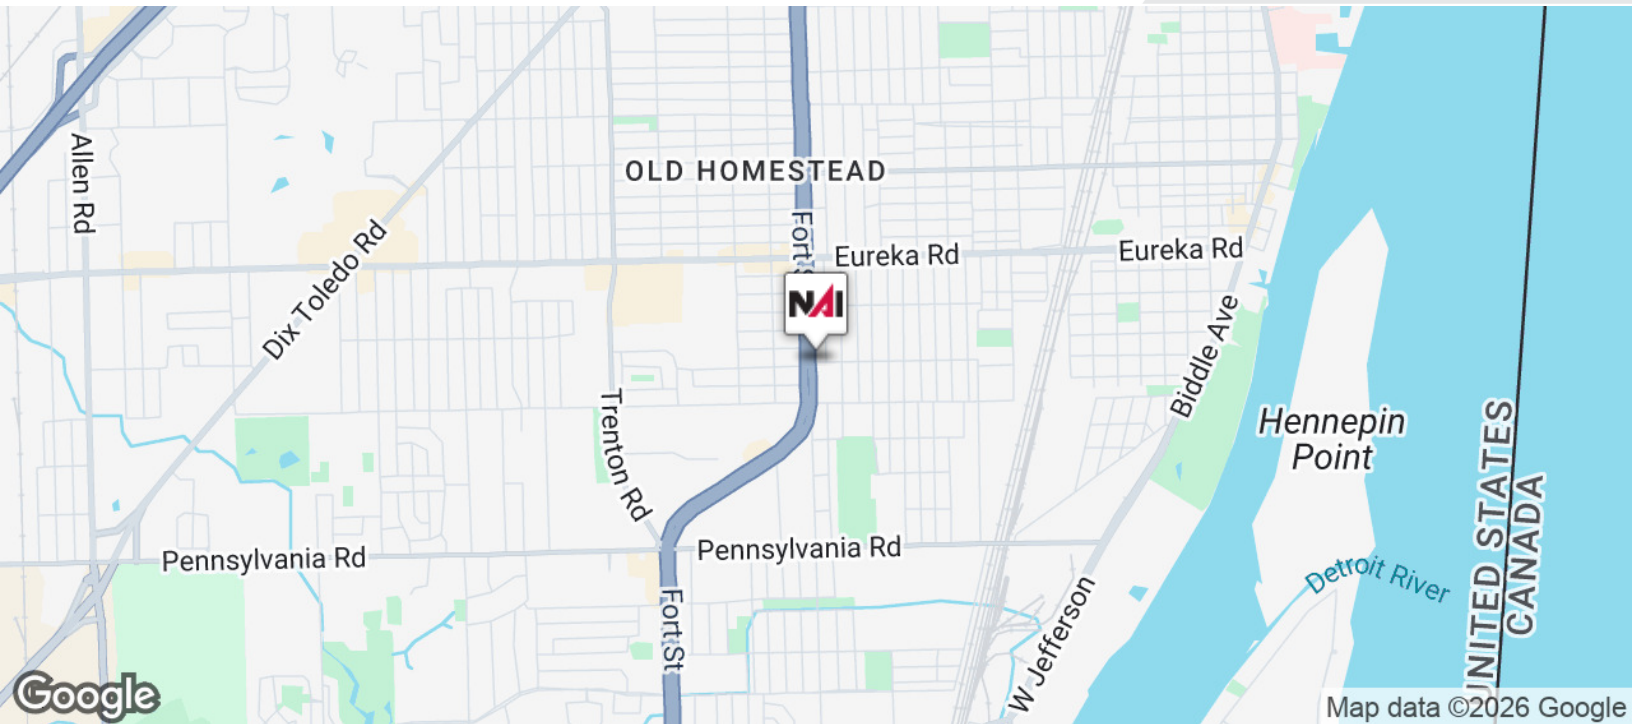 Allen Rd
OLD HOMESTEAD
Fort S
Eureka Rd
Eureka Rd
Dix Toledo Rd
NAI
Biddle Ave
Trenton Rd
Hennepin
Point
UNITED STATES
CANADA
Pennsylvania Rd
Pennsylvania Rd
Detroit River
Fort St
W Jefferson
Google
Map data ©2026 Google